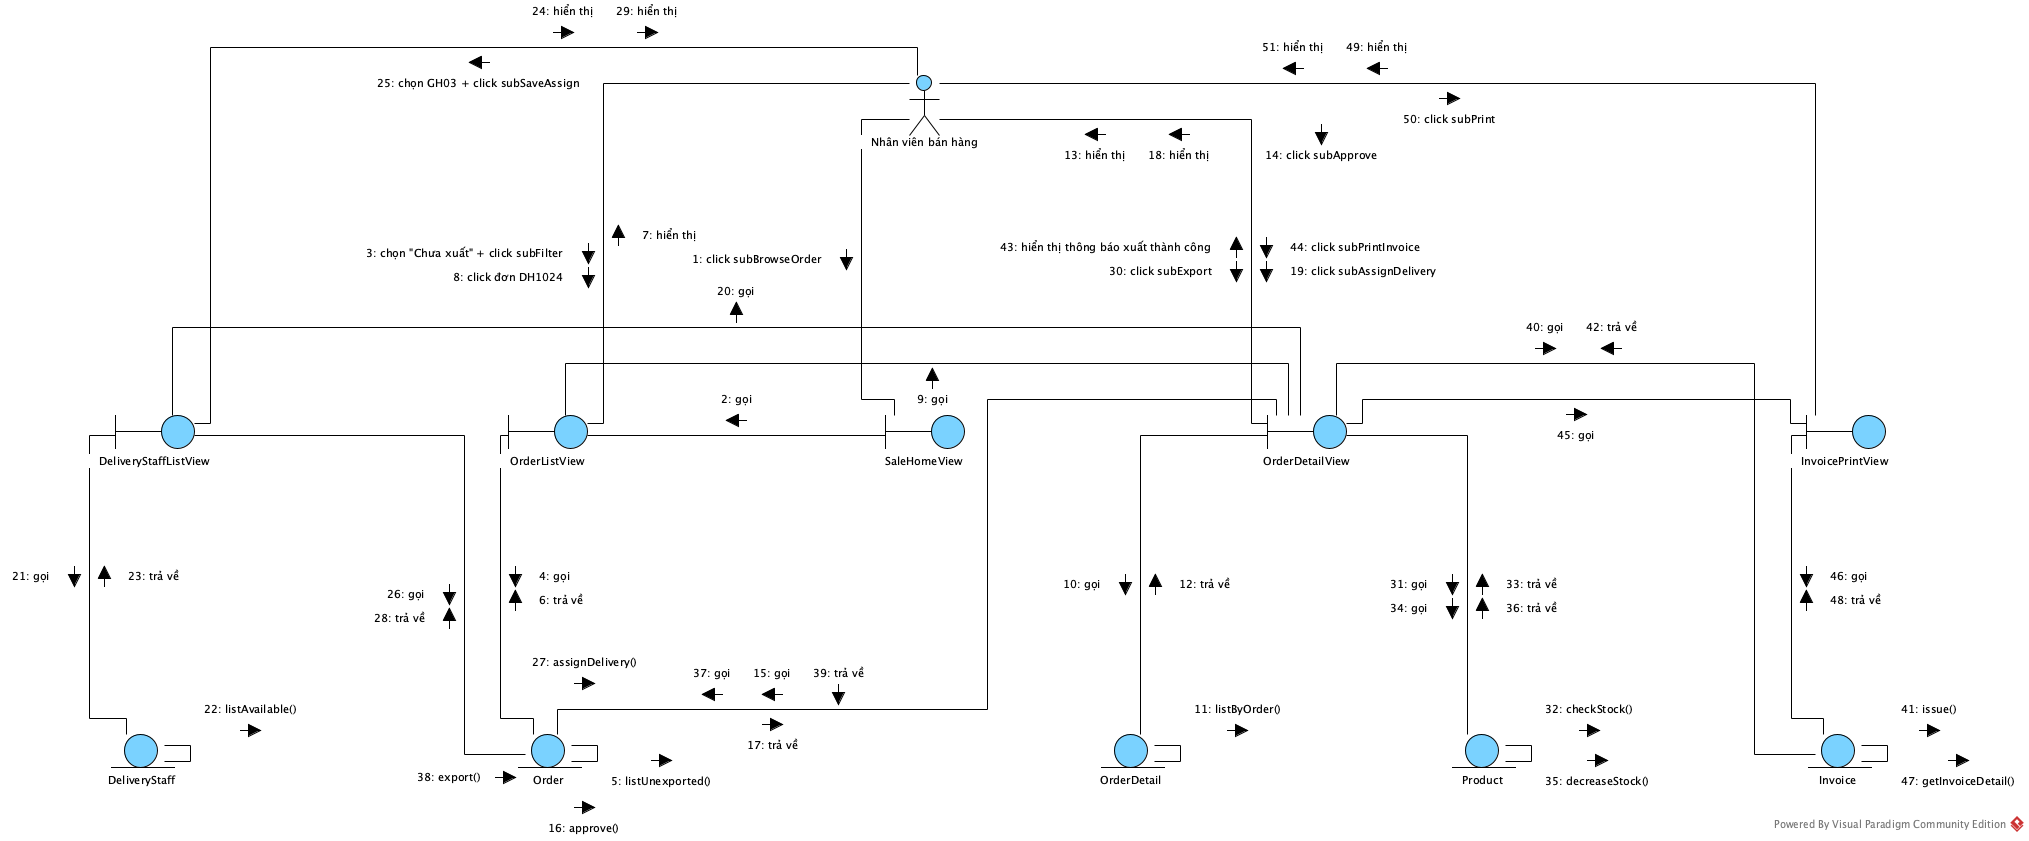 24: hiển thị
29: hiển thị
25: chọn GH03 + click subSaveAssign
51: hiển thị
49: hiển thị
50: click subPrint
Nhân viên bán hàng
13: hiển thị
18: hiển thị
14: click subApprove
3: chọn "Chưa xuất" + click subFilter
8: click đơn DH1024
7: hiển thị
1: click subBrowseOrder
43: hiển thị thông báo xuất thành công
30: click subExport
44: click subPrintInvoice
19: click subAssignDelivery
20: gọi
40: gọi
42: trả về
2: gọi
9: gọi
45: gọi
DeliveryStaffListView
OrderListView
SaleHomeView
OrderDetailView
InvoicePrintView
21: gọi
23: trả về
26: gọi
28: trả về
4: gọi
6: trả về
10: gọi
12: trả về
31: gọi
34: gọi
33: trả về
36: trả về
46: gọi
48: trả về
27: assignDelivery()
37: gọi
15: gọi
39: trả về
17: trả về
22: listAvailable()
11: listByOrder()
32: checkStock()
41: issue()
DeliveryStaff
38: export()
Order
5: listUnexported()
16: approve()
OrderDetail
Product
35: decreaseStock()
Invoice
47: getInvoiceDetail()
Powered By Visual Paradigm Community Edition